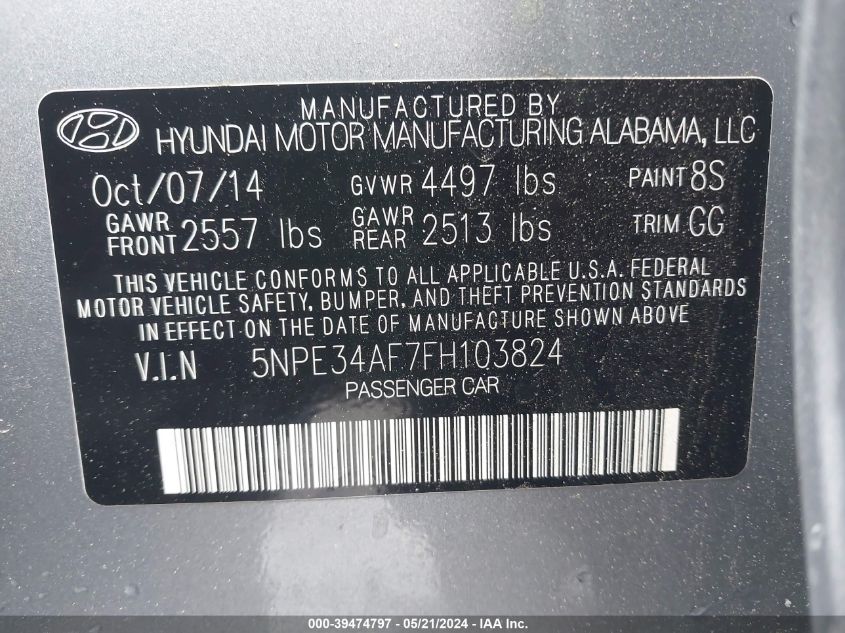 MANUFACTURED BY
HYUNDAI MOTOR MANUFACTURING ALABAMA, LLC
Oct/07/14 GVWR 4497 lbs PAINT 8S
GAWR FRONT 2557 lbs GAWR REAR 2513 lbs TRIM GG
THIS VEHICLE CONFORMS TO ALL APPLICABLE U.S.A. FEDERAL
MOTOR VEHICLE SAFETY, BUMPER, AND THEFT PREVENTION STANDARDS
IN EFFECT ON THE DATE OF MANUFACTURE SHOWN ABOVE
V.I.N 5NPE34AF7FH103824
PASSENGER CAR
000-39474797 - 05/21/2024 - IAA Inc.